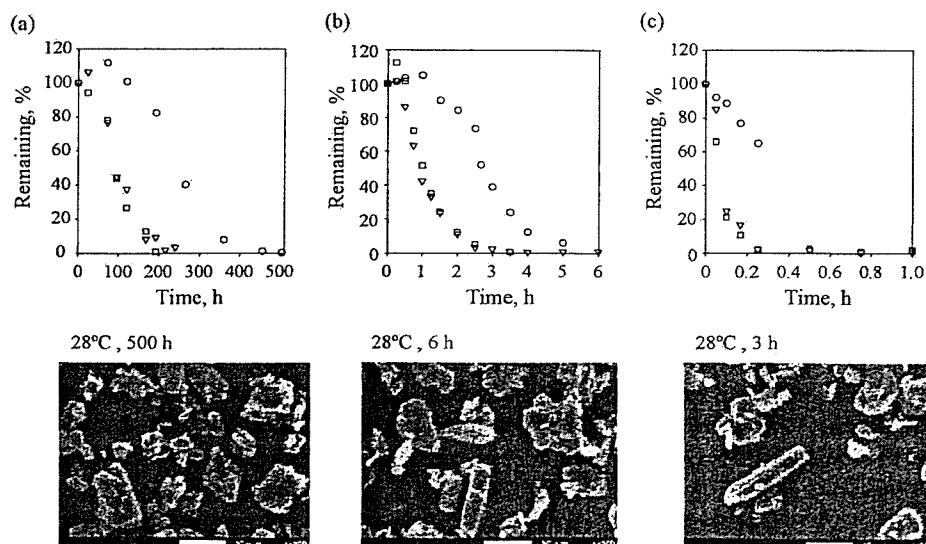 (a)
(b)
(c)
Remaining, %
120
100
80
60
40
20
0
0 100 200 300 400 500
Time, h
Remaining, %
120
100
80
60
40
20
0
0 1 2 3 4 5 6
Time, h
Remaining, %
120
100
80
60
40
20
0
0 0.2 0.4 0.6 0.8 1.0
Time, h
28°C , 500 h
28°C , 6 h
28°C , 3 h